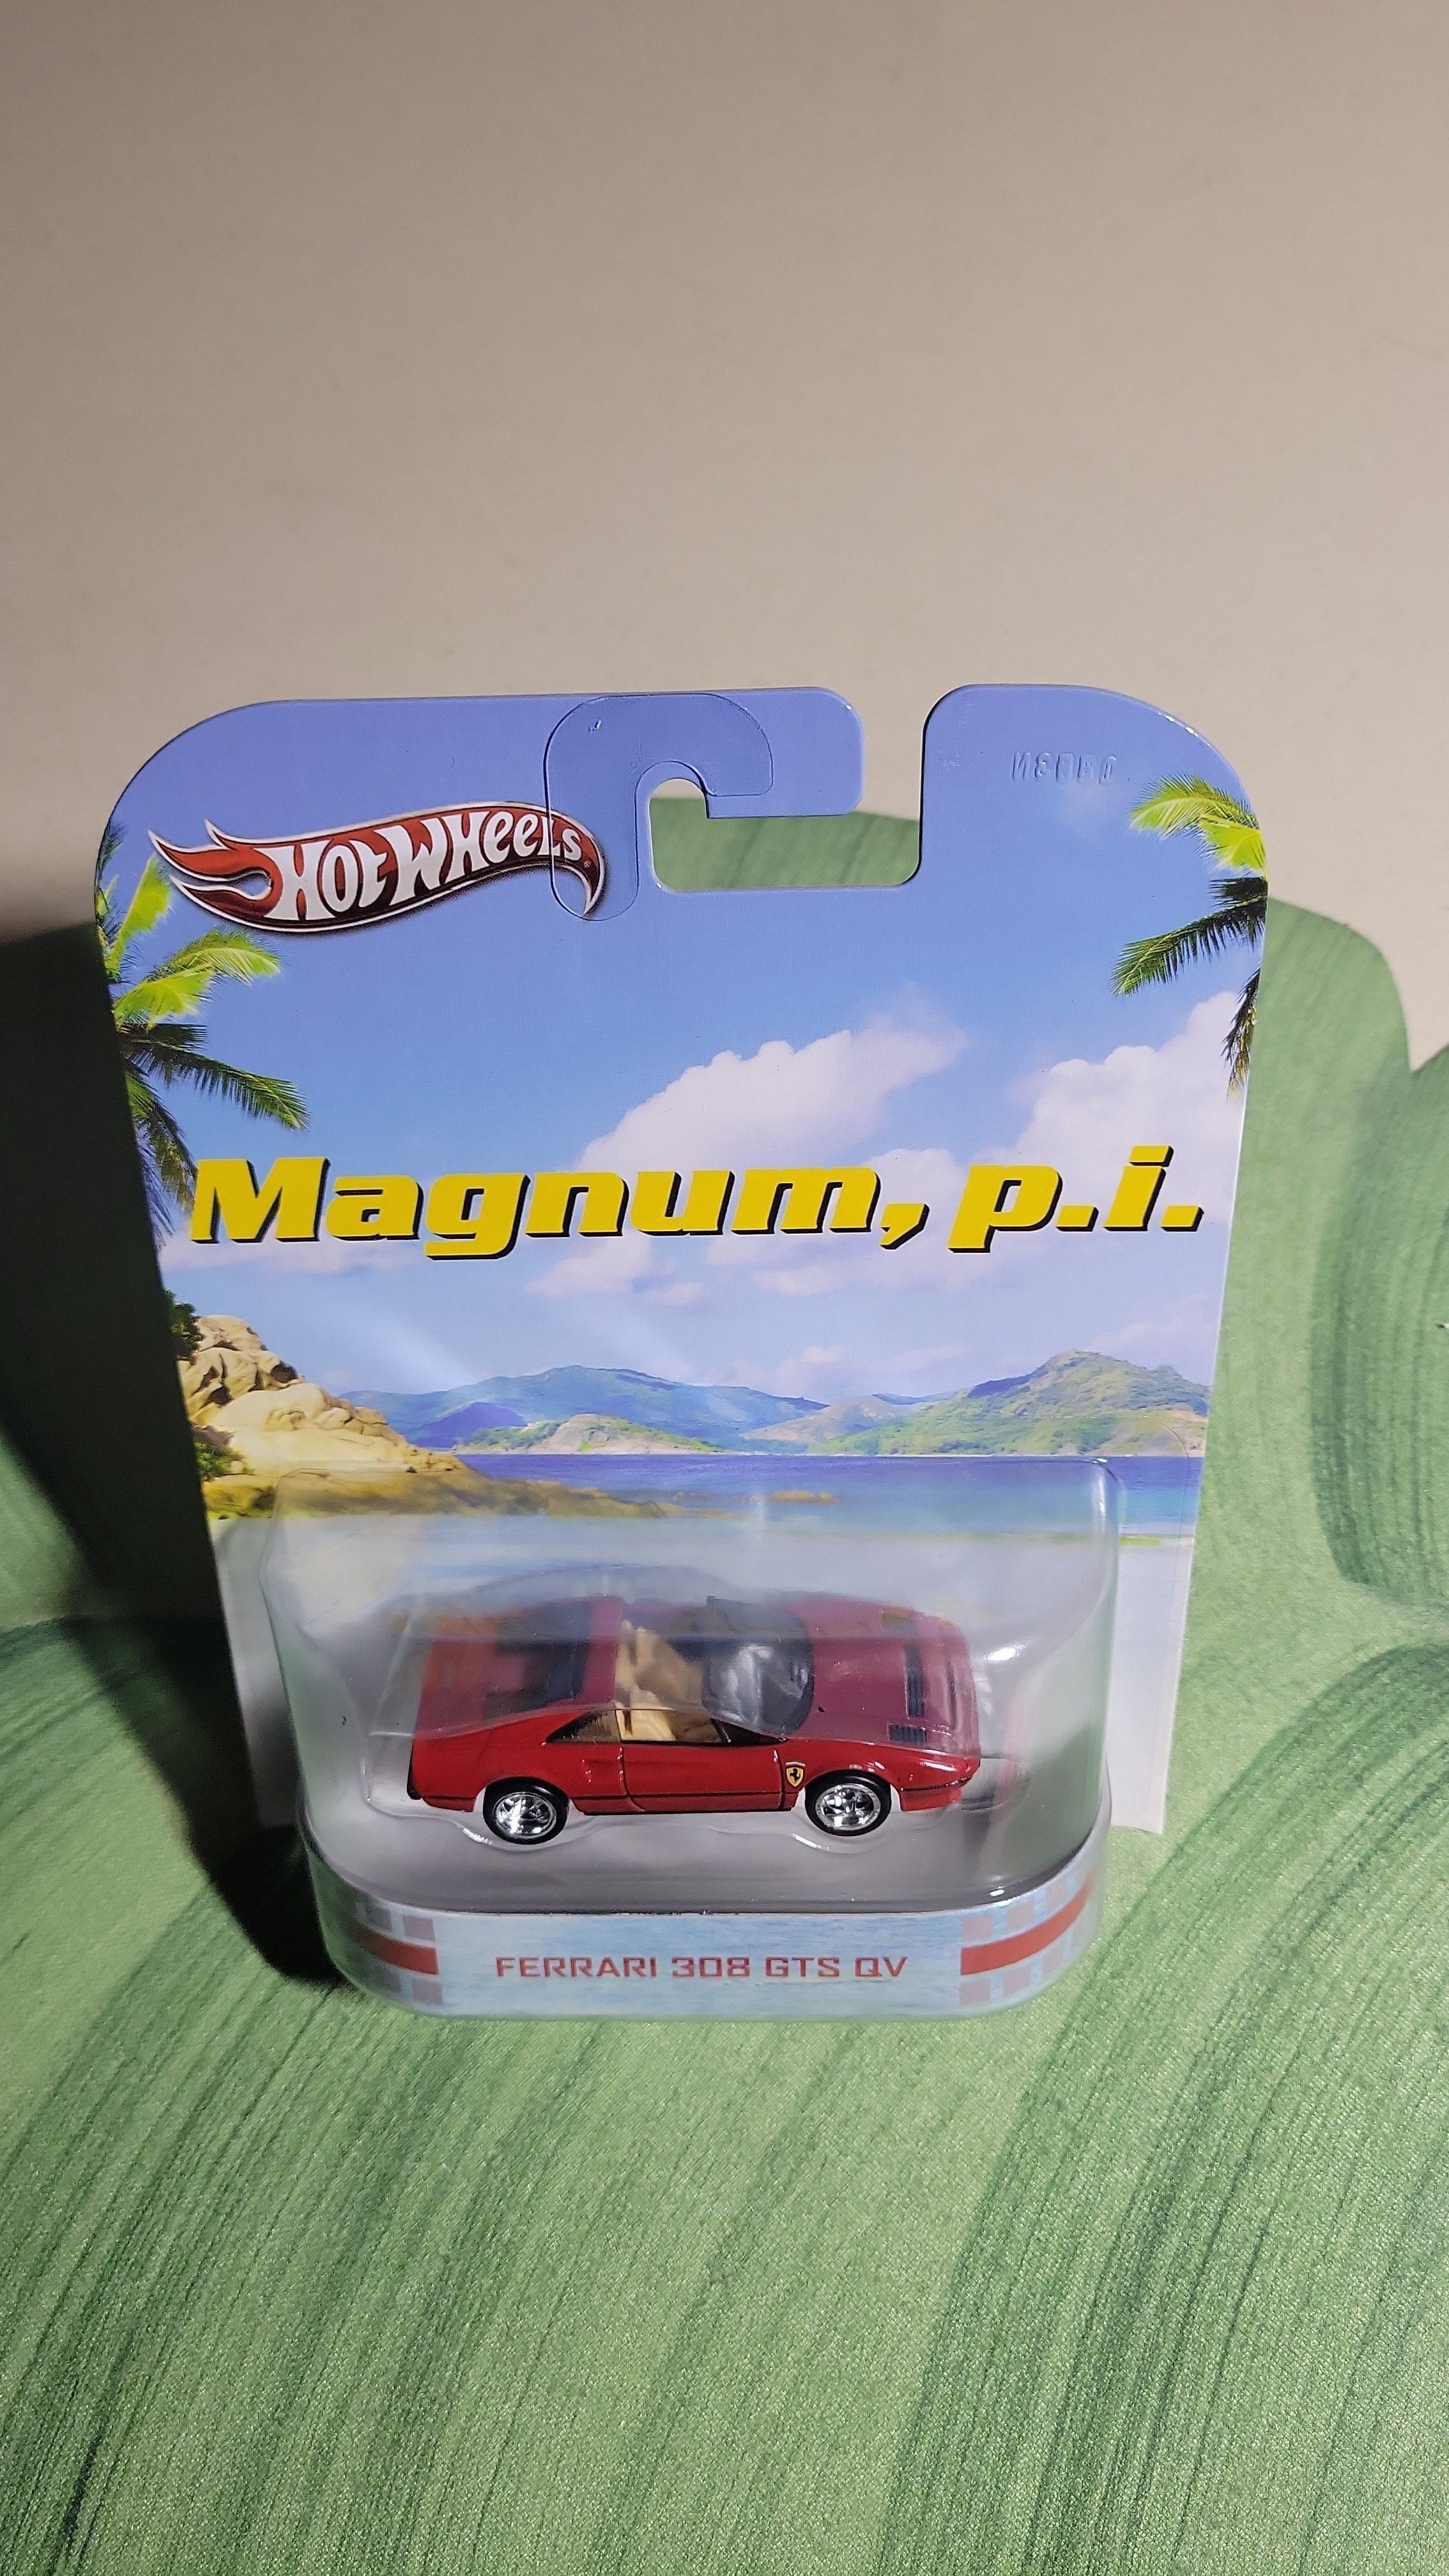 HOT WHEELS
Magnum, p.i.
FERRARI 308 GTS QV